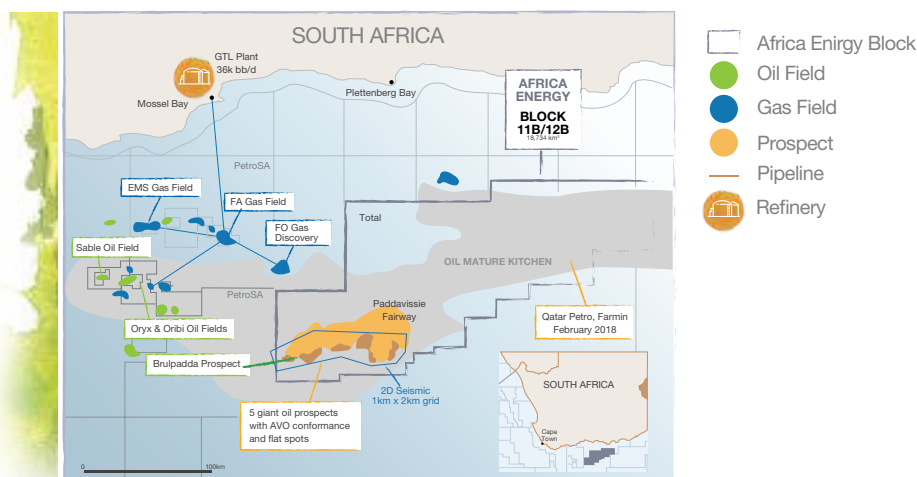 SOUTH AFRICA
GTL Plant
36k bb/d
Mossel Bay
Plettenberg Bay
AFRICA
ENERGY
BLOCK
11B/12B
18,734 km²
PetroSA
EMS Gas Field
FA Gas Field
Total
FO Gas
Discovery
Sable Oil Field
OIL MATURE KITCHEN
PetroSA
Paddavissie
Fairway
Qatar Petro, Farmin
February 2018
Oryx & Oribi Oil Fields
Brulpadda Prospect
2D Seismic
1km x 2km grid
5 giant oil prospects
with AVO conformance
and flat spots
SOUTH AFRICA
Cape
Town
0 100km
Africa Enirgy Block
Oil Field
Gas Field
Prospect
Pipeline
Refinery